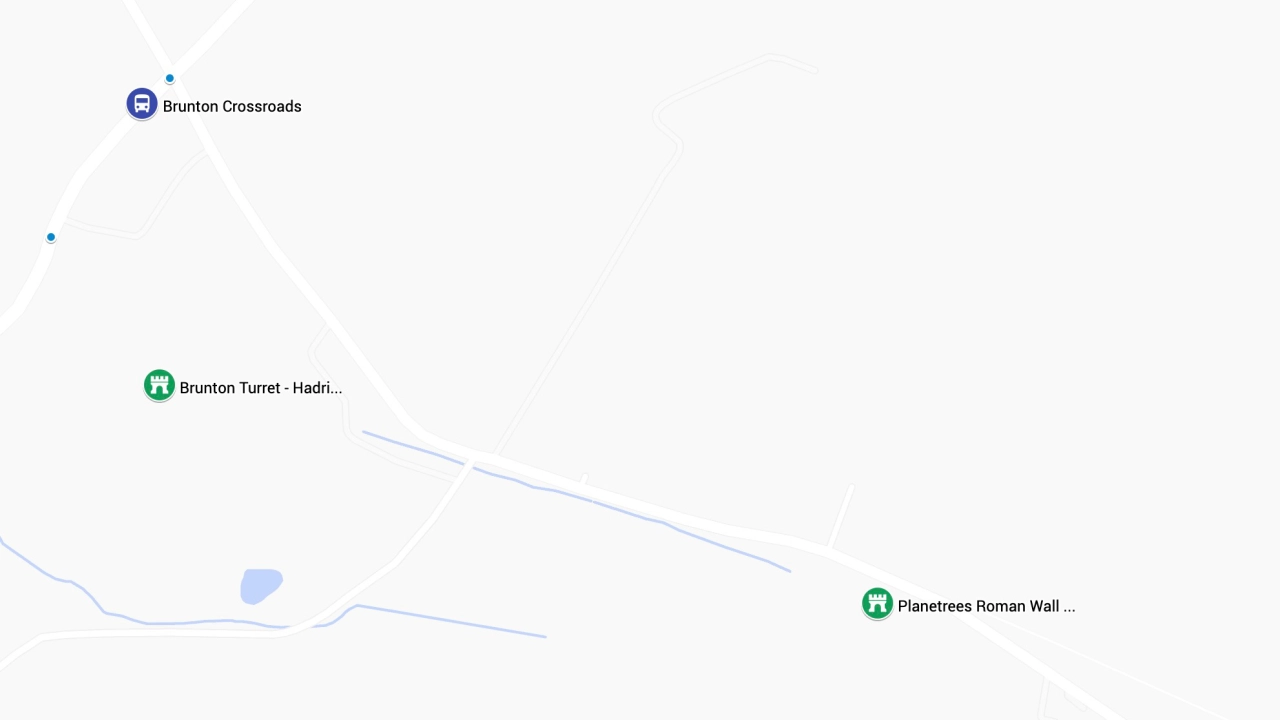 Brunton Crossroads
Brunton Turret - Hadri...
Planetrees Roman Wall ...